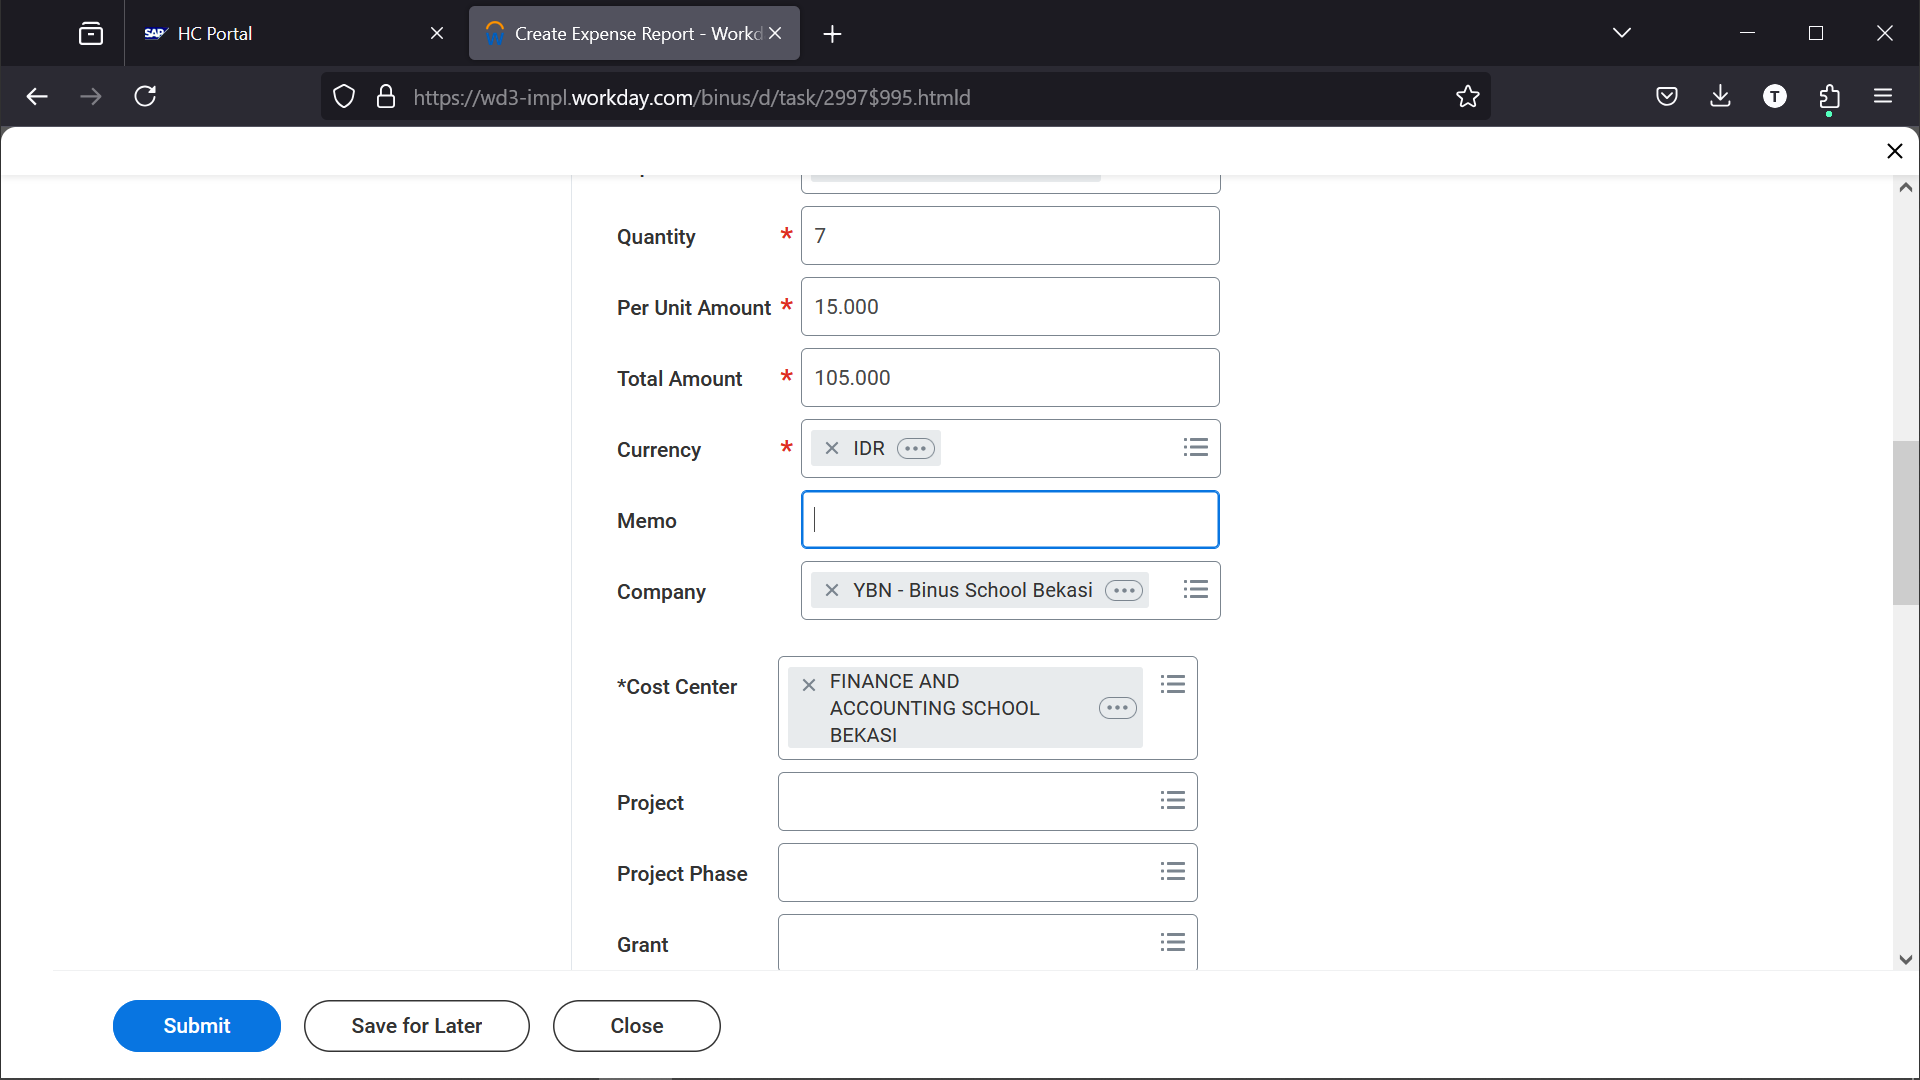 SAP HC Portal
Create Expense Report - Workd
https://wd3-impl.workday.com/binus/d/task/2997$995.htmld
T
Quantity * 7
Per Unit Amount * 15.000
Total Amount * 105.000
Currency * IDR
Memo
Company YBN - Binus School Bekasi
*Cost Center FINANCE AND
ACCOUNTING SCHOOL
BEKASI
Project
Project Phase
Grant
Submit Save for Later Close